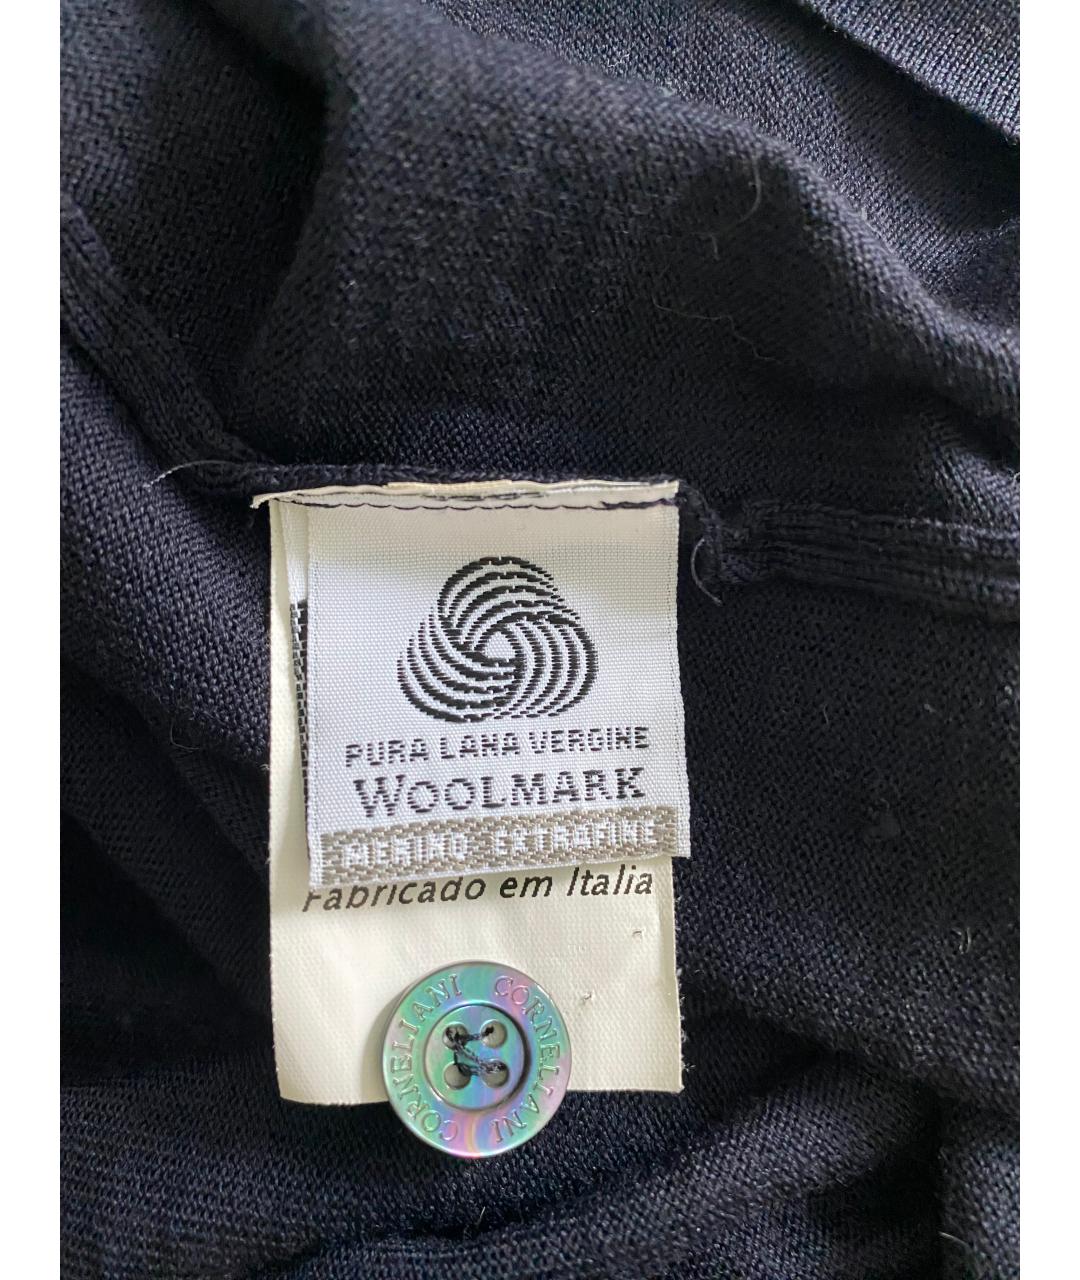 PURA LANA VERGINE
WOOLMARK
MERINO EXTRAFINE
Fabricado em Italia
CORNELIANI CORNELIANI